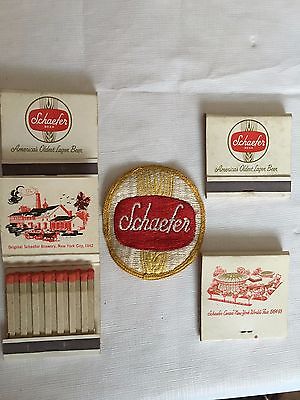 Schaefer
BEER
America's Oldest Lager Beer
Original Schaefer Brewery, New York City, 1842
Schaefer
Schaefer
BEER
America's Oldest Lager Beer
Schaefer Center • New York World's Fair 1964-65